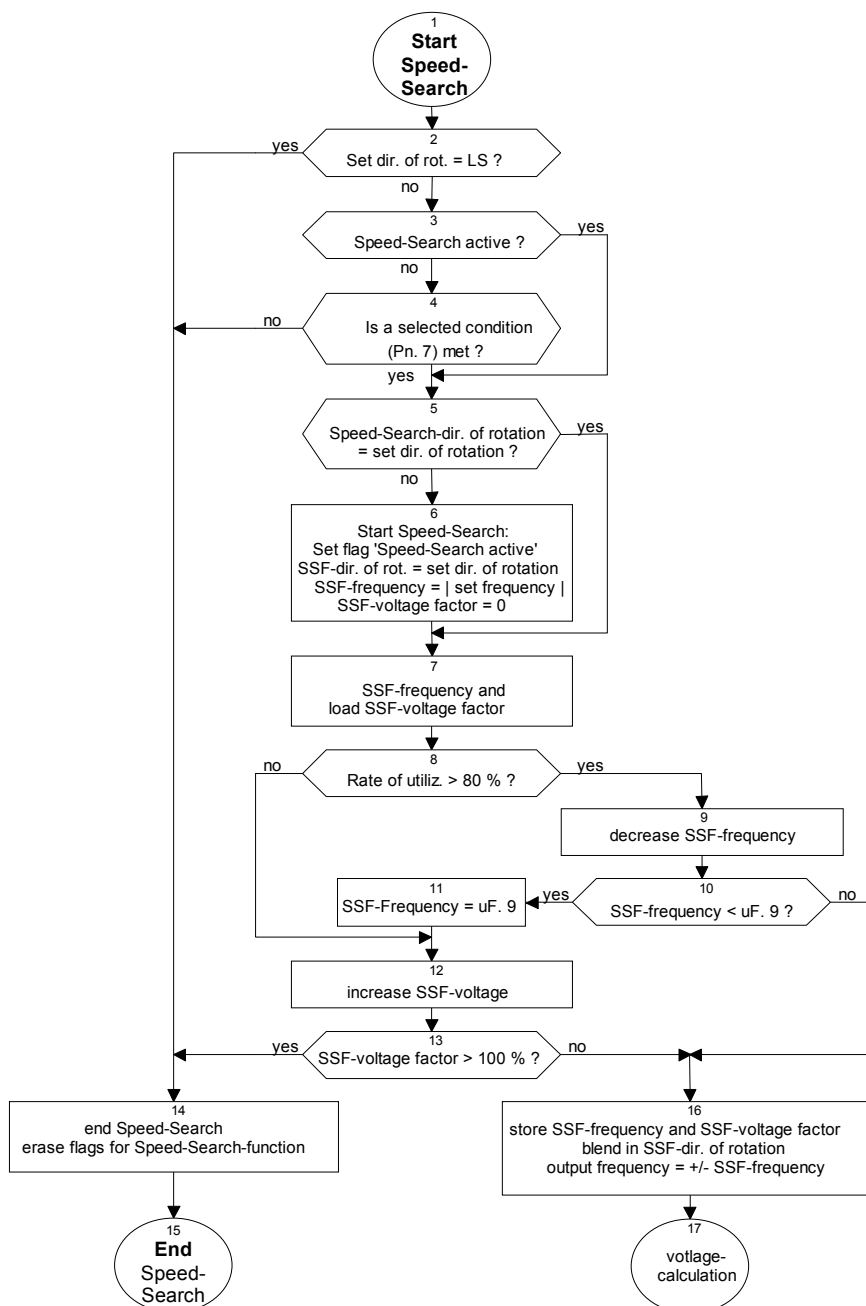 1
Start
Speed-
Search
2
yes
Set dir. of rot. = LS ?
no
3
yes
Speed-Search active ?
no
4
no
Is a selected condition
(Pn. 7) met ?
yes
5
yes
Speed-Search-dir. of rotation
= set dir. of rotation ?
no
6
Start Speed-Search:
Set flag 'Speed-Search active'
SSF-dir. of rot. = set dir. of rotation
SSF-frequency = | set frequency |
SSF-voltage factor = 0
7
SSF-frequency and
load SSF-voltage factor
8
no
Rate of utiliz. > 80 % ?
yes
9
decrease SSF-frequency
10
SSF-frequency < uF. 9 ?
yes
no
11
SSF-Frequency = uF. 9
12
increase SSF-voltage
13
yes
SSF-voltage factor > 100 % ?
no
14
end Speed-Search
erase flags for Speed-Search-function
16
store SSF-frequency and SSF-voltage factor
blend in SSF-dir. of rotation
output frequency = +/- SSF-frequency
15
End
Speed-
Search
17
votlage-
calculation